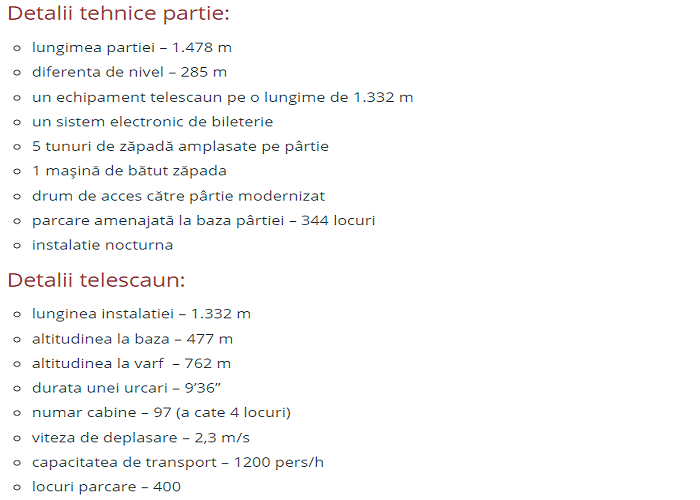 Detalii tehnice partie:
lungimea partiei – 1.478 m
diferenta de nivel – 285 m
un echipament telescaun pe o lungime de 1.332 m
un sistem electronic de bileterie
5 tunuri de zăpadă amplasate pe pârtie
1 maşină de bătut zăpada
drum de acces către pârtie modernizat
parcare amenajată la baza pârtiei – 344 locuri
instalatie nocturna
Detalii telescaun:
lunginea instalatiei – 1.332 m
altitudinea la baza – 477 m
altitudinea la varf – 762 m
durata unei urcari – 9’36”
numar cabine – 97 (a cate 4 locuri)
viteza de deplasare – 2,3 m/s
capacitatea de transport – 1200 pers/h
locuri parcare – 400